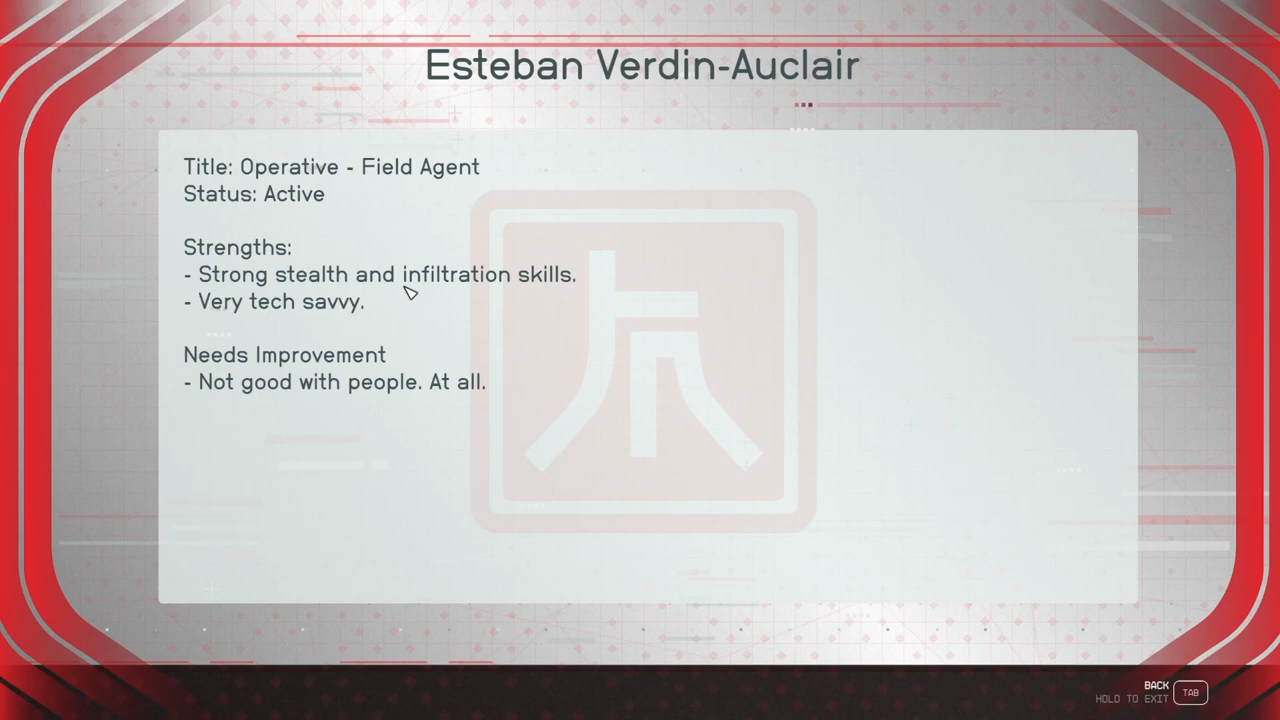 Esteban Verdin-Auclair
Title: Operative - Field Agent
Status: Active
Strengths:
- Strong stealth and infiltration skills.
- Very tech savvy.
Needs Improvement
- Not good with people. At all.
BACK
HOLD TO EXIT
TAB